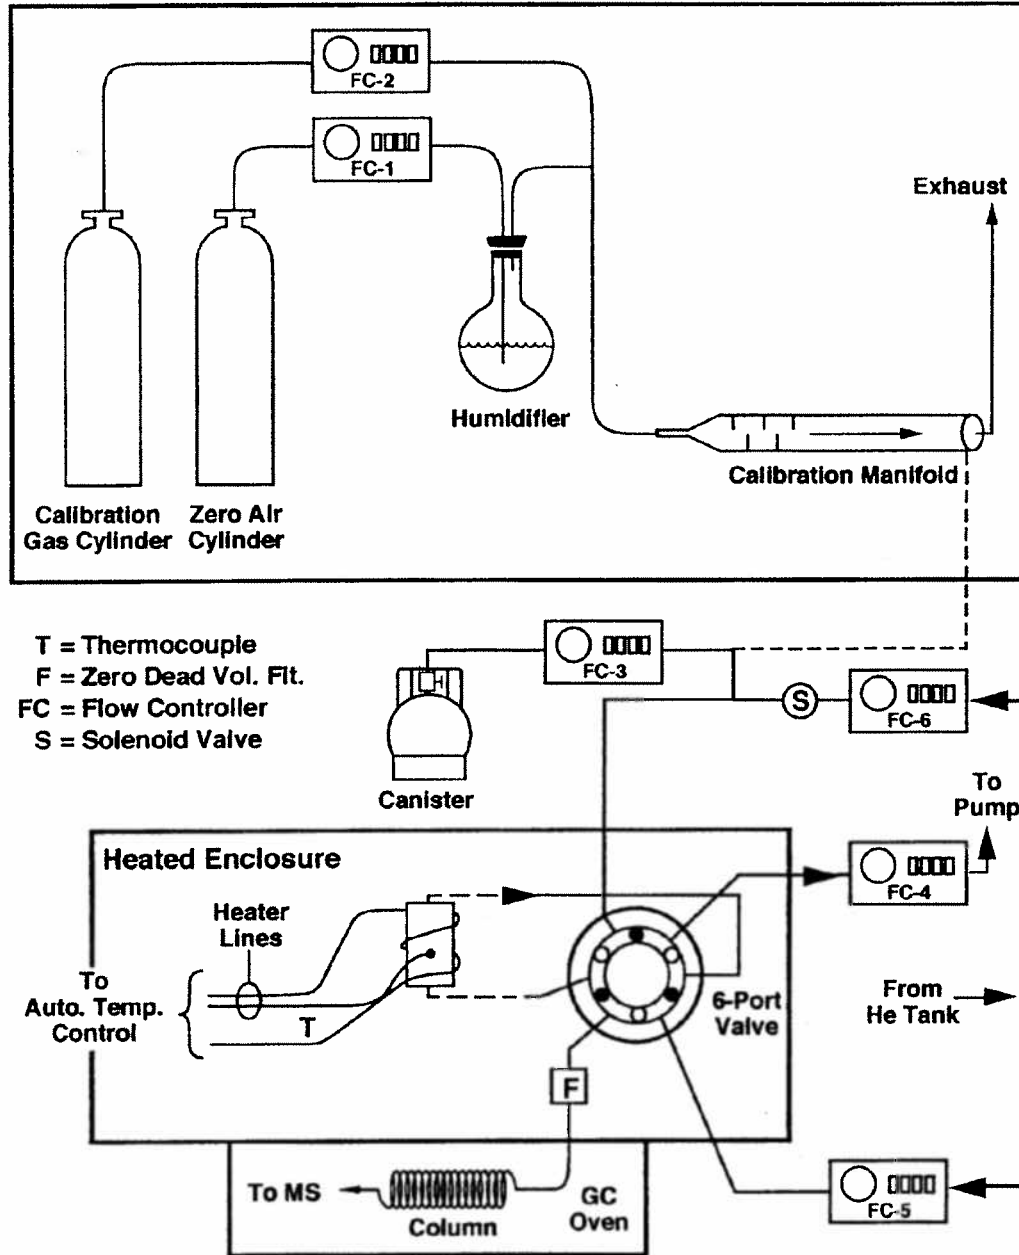 FC-2
FC-1
Exhaust
Humidifier
Calibration Manifold
Calibration
Gas Cylinder
Zero Air
Cylinder
T = Thermocouple
F = Zero Dead Vol. Fit.
FC = Flow Controller
S = Solenoid Valve
FC-3
S
FC-6
Canister
To
Pump
Heated Enclosure
FC-4
Heater
Lines
To
Auto. Temp.
Control
T
6-Port
Valve
From
He Tank
F
To MS
Column
GC
Oven
FC-5